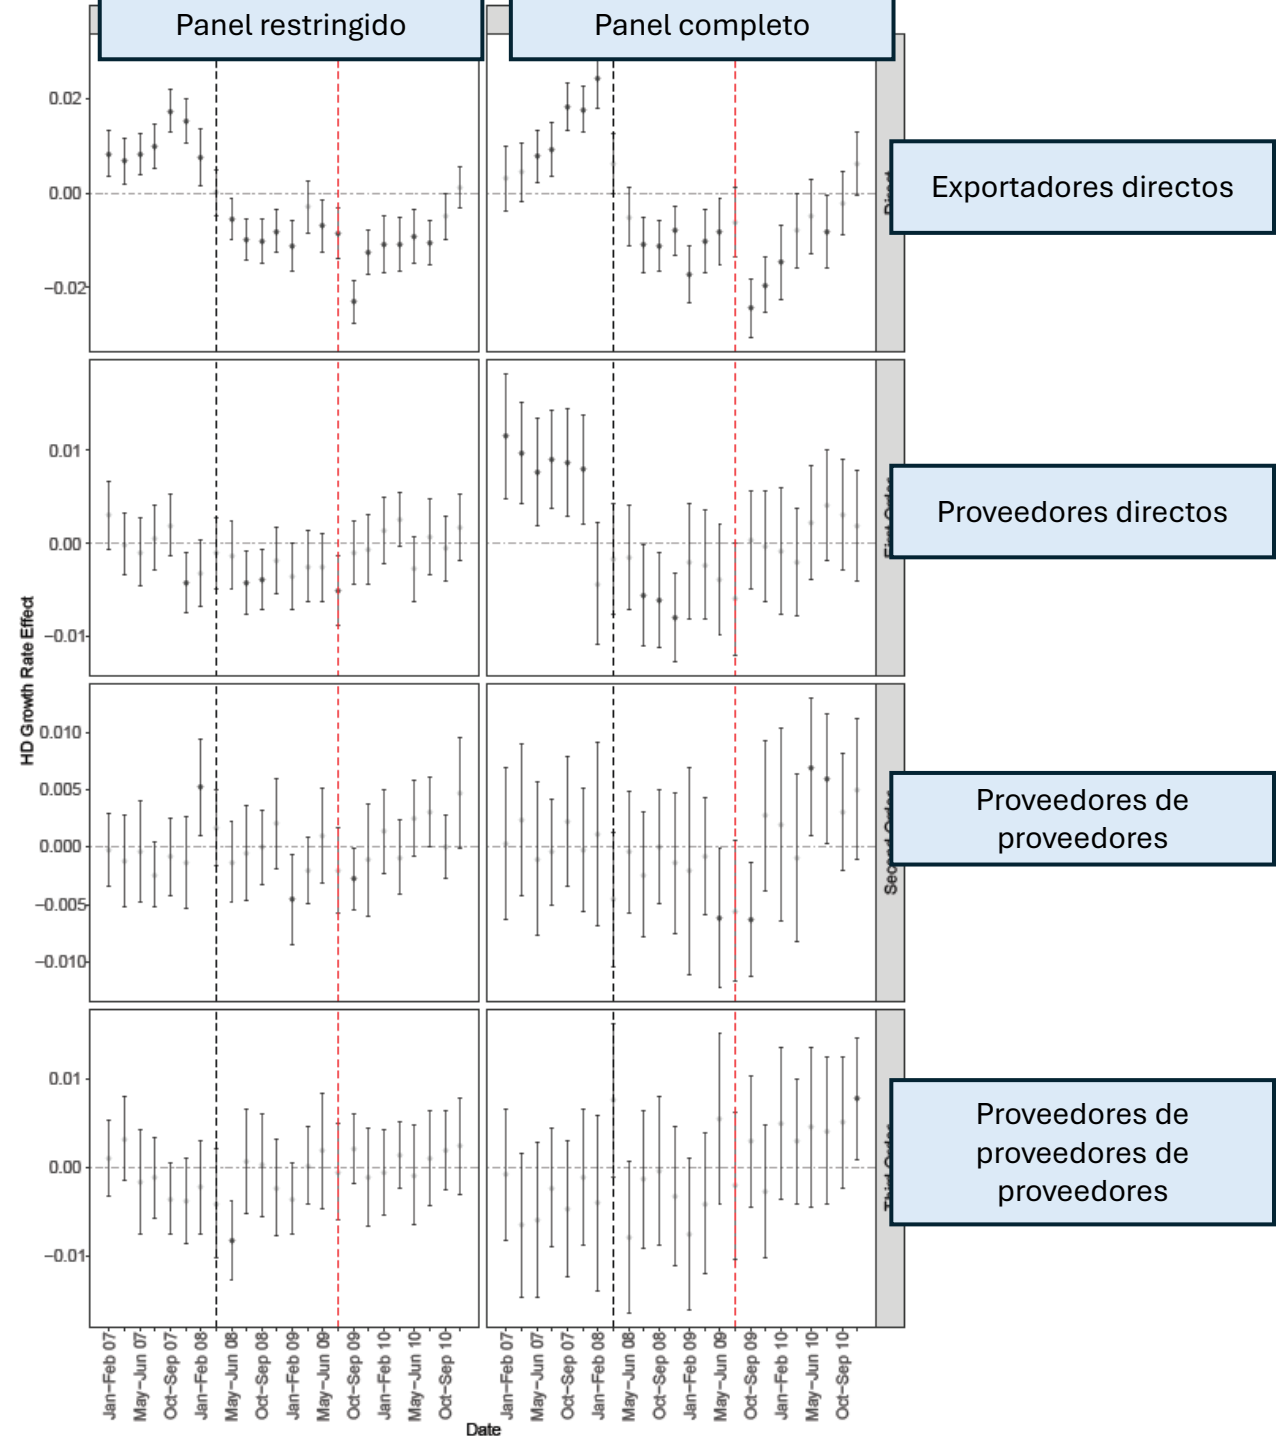 Panel restringido
Panel completo
0.02
0.00
−0.02
Exportadores directos
0.01
0.00
−0.01
Proveedores directos
HD Growth Rate Effect
0.010
0.005
0.000
−0.005
−0.010
Proveedores de
proveedores
0.01
0.00
−0.01
Proveedores de
proveedores de
proveedores
Jan−Feb 07
May−Jun 07
Oct−Sep 07
Jan−Feb 08
May−Jun 08
Oct−Sep 08
Jan−Feb 09
May−Jun 09
Oct−Sep 09
Jan−Feb 10
May−Jun 10
Oct−Sep 10
Jan−Feb 07
May−Jun 07
Oct−Sep 07
Jan−Feb 08
May−Jun 08
Oct−Sep 08
Jan−Feb 09
May−Jun 09
Oct−Sep 09
Jan−Feb 10
May−Jun 10
Oct−Sep 10
Date